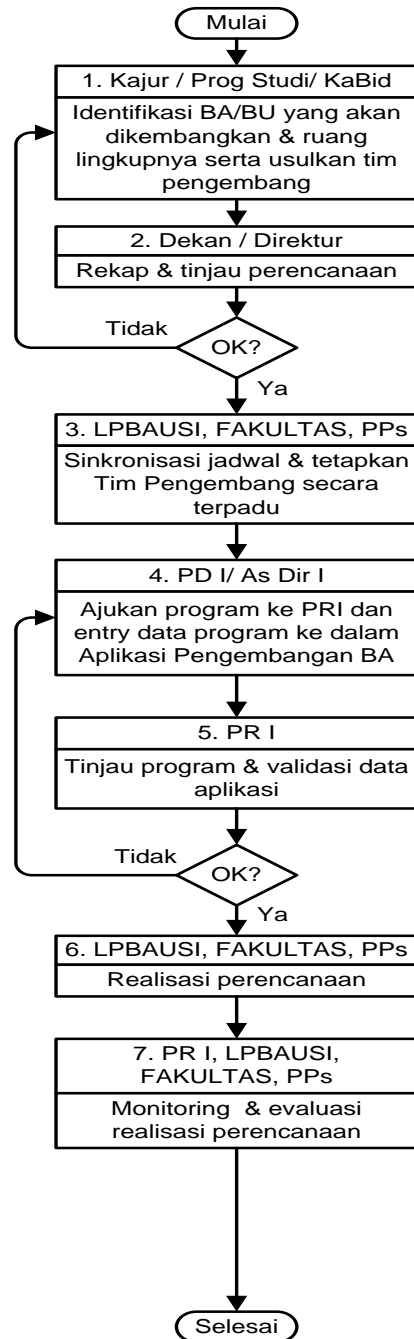 Mulai
1. Kajur / Prog Studi/ KaBid
Identifikasi BA/BU yang akan
dikembangkan & ruang
lingkupnya serta usulkan tim
pengembang
2. Dekan / Direktur
Rekap & tinjau perencanaan
Tidak
OK?
Ya
3. LPBAUSI, FAKULTAS, PPs
Sinkronisasi jadwal & tetapkan
Tim Pengembang secara
terpadu
4. PD I/ As Dir I
Ajukan program ke PRI dan
entry data program ke dalam
Aplikasi Pengembangan BA
5. PR I
Tinjau program & validasi data
aplikasi
Tidak
OK?
Ya
6. LPBAUSI, FAKULTAS, PPs
Realisasi perencanaan
7. PR I, LPBAUSI,
FAKULTAS, PPs
Monitoring & evaluasi
realisasi perencanaan
Selesai